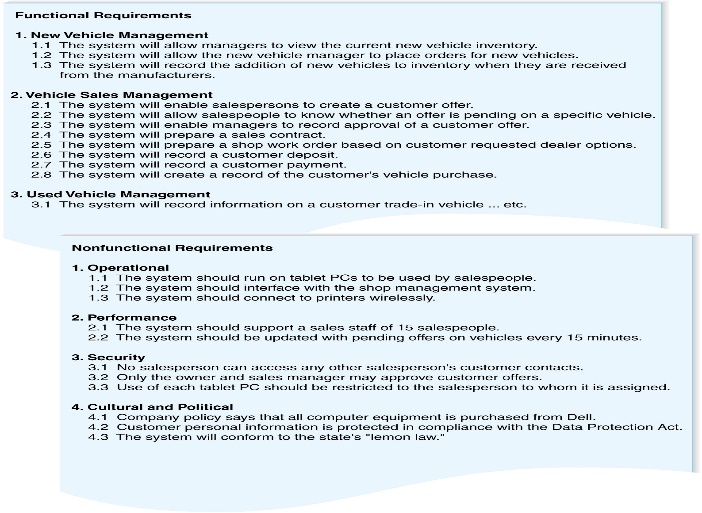 Functional Requirements
1. New Vehicle Management
1.1 The system will allow managers to view the current new vehicle inventory.
1.2 The system will allow the new vehicle manager to place orders for new vehicles.
1.3 The system will record the addition of new vehicles to inventory when they are received
from the manufacturers.
2. Vehicle Sales Management
2.1 The system will enable salespersons to create a customer offer.
2.2 The system will allow salespeople to know whether an offer is pending on a specific vehicle.
2.3 The system will enable managers to record approval of a customer offer.
2.4 The system will prepare a sales contract.
2.5 The system will prepare a shop work order based on customer requested dealer options.
2.6 The system will record a customer deposit.
2.7 The system will record a customer payment.
2.8 The system will create a record of the customer's vehicle purchase.
3. Used Vehicle Management
3.1 The system will record information on a customer trade-in vehicle ... etc.
Nonfunctional Requirements
1. Operational
1.1 The system should run on tablet PCs to be used by salespeople.
1.2 The system should interface with the shop management system.
1.3 The system should connect to printers wirelessly.
2. Performance
2.1 The system should support a sales staff of 15 salespeople.
2.2 The system should be updated with pending offers on vehicles every 15 minutes.
3. Security
3.1 No salesperson can access any other salesperson's customer contacts.
3.2 Only the owner and sales manager may approve customer offers.
3.3 Use of each tablet PC should be restricted to the salesperson to whom it is assigned.
4. Cultural and Political
4.1 Company policy says that all computer equipment is purchased from Dell.
4.2 Customer personal information is protected in compliance with the Data Protection Act.
4.3 The system will conform to the state's "lemon law."